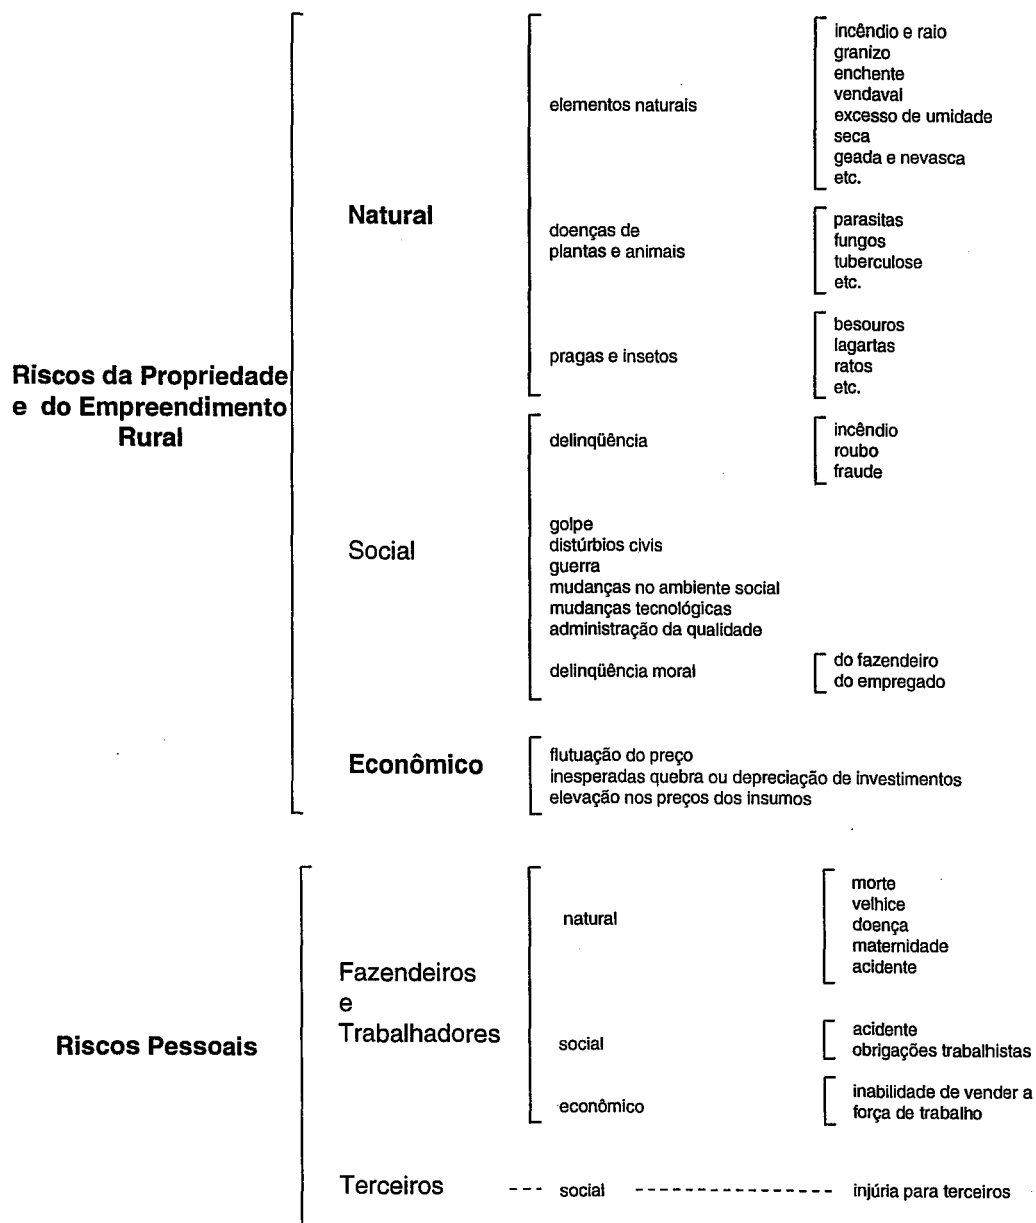 incêndio e raio
granizo
enchente
elementos naturais
vendaval
excesso de umidade
seca
geada e nevasca
etc.
Natural
doenças de
plantas e animais
parasitas
fungos
tuberculose
etc.
pragas e insetos
besouros
lagartas
ratos
etc.
Riscos da Propriedade
e do Empreendimento
Rural
delinqüência
incêndio
roubo
fraude
Social
golpe
distúrbios civis
guerra
mudanças no ambiente social
mudanças tecnológicas
administração da qualidade
delinqüência moral
do fazendeiro
do empregado
Econômico
flutuação do preço
inesperadas quebra ou depreciação de investimentos
elevação nos preços dos insumos
Riscos Pessoais
Fazendeiros
e
Trabalhadores
natural
morte
velhice
doença
maternidade
acidente
social
acidente
obrigações trabalhistas
econômico
inabilidade de vender a
força de trabalho
Terceiros --- social --------------- injúria para terceiros